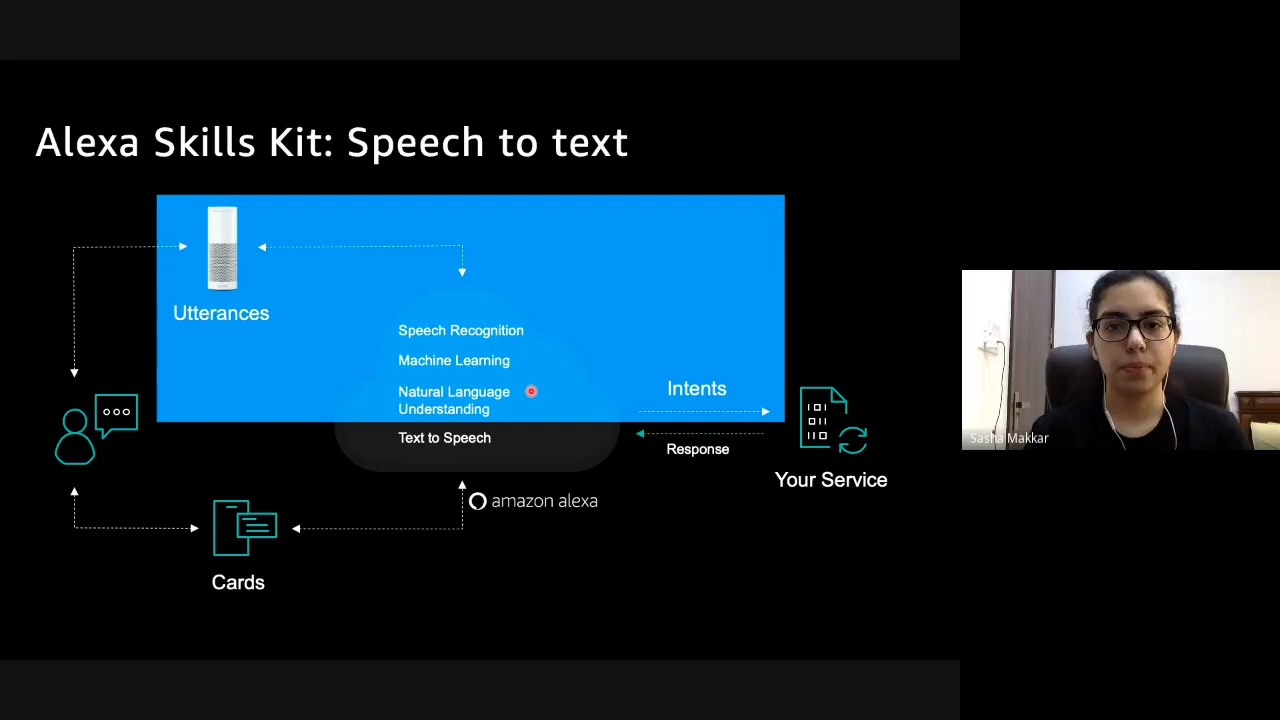 Alexa Skills Kit: Speech to text
Utterances
Speech Recognition
Machine Learning
Natural Language
Understanding
Text to Speech
Intents
Response
Your Service
amazon alexa
Cards
Sasha Makkar